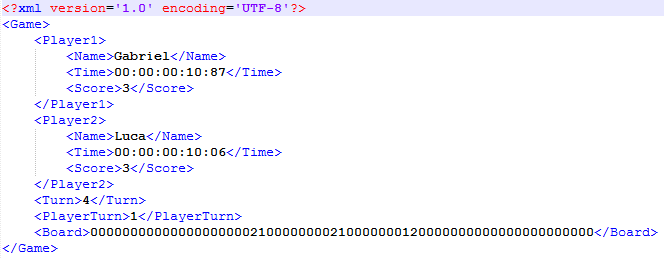 <?xml version='1.0' encoding='UTF-8'?>
<Game>
<Player1>
<Name>Gabriel</Name>
<Time>00:00:00:10:87</Time>
<Score>3</Score>
</Player1>
<Player2>
<Name>Luca</Name>
<Time>00:00:00:10:06</Time>
<Score>3</Score>
</Player2>
<Turn>4</Turn>
<PlayerTurn>1</PlayerTurn>
<Board>000000000000000000002100000000210000000120000000000000000000000</Board>
</Game>